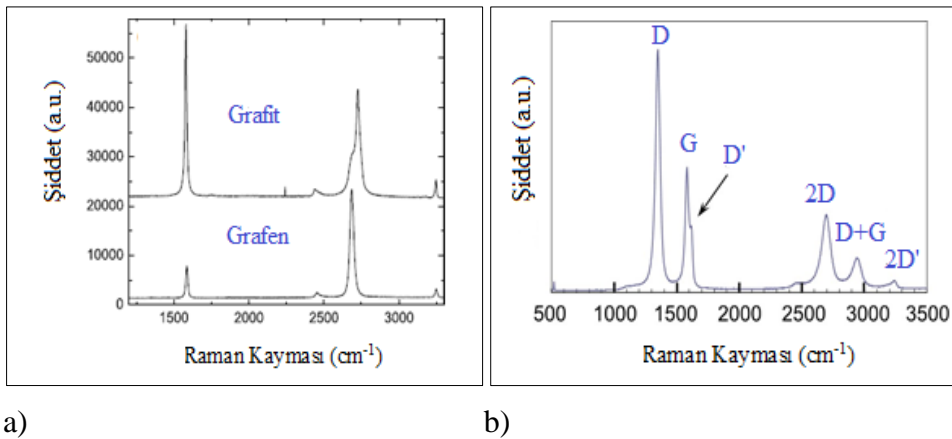 50000
40000
30000
20000
10000
0
Şiddet (a.u.)
Grafit
Grafen
1500 2000 2500 3000
Raman Kayması (cm⁻¹)
D
G
D'
2D
D+G
2D'
Şiddet (a.u.)
500 1000 1500 2000 2500 3000 3500
Raman Kayması (cm⁻¹)
a) b)